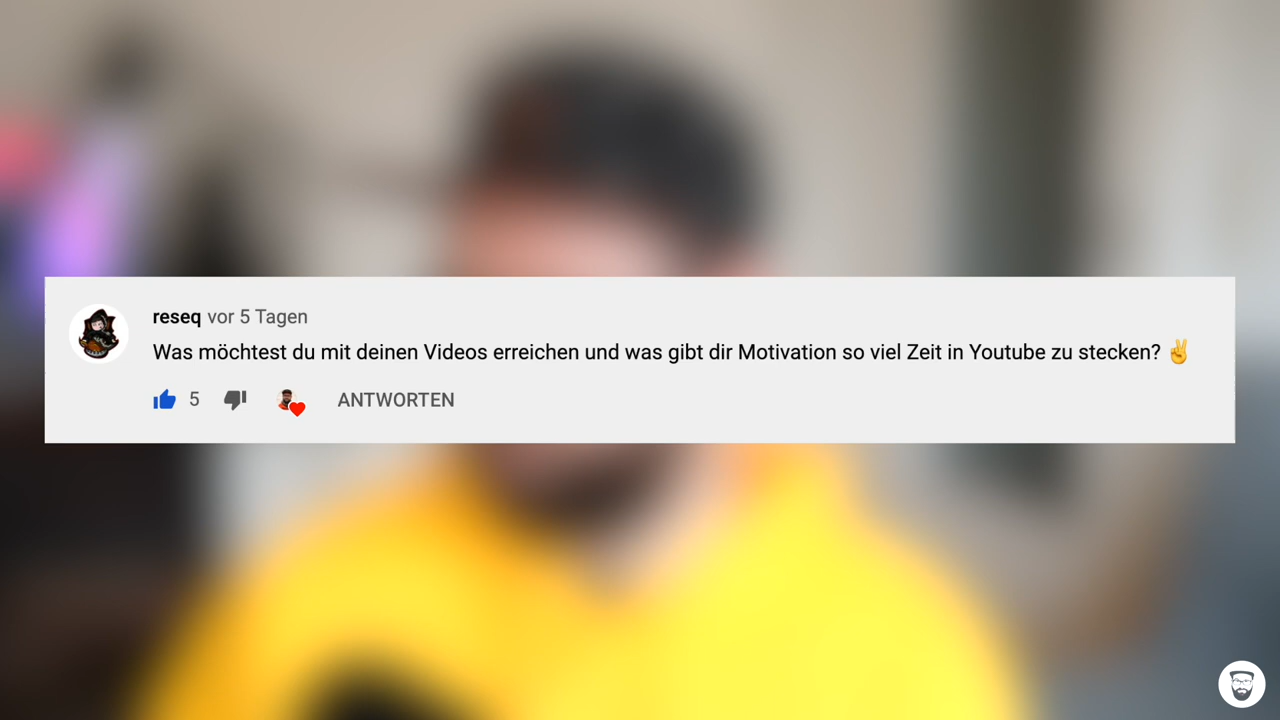 reseq vor 5 Tagen
Was möchtest du mit deinen Videos erreichen und was gibt dir Motivation so viel Zeit in Youtube zu stecken? ✌️
5 ANTWORTEN